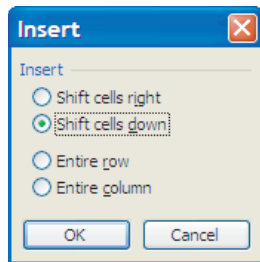 Insert
Insert
Shift cells right
Shift cells down
Entire row
Entire column
OK Cancel